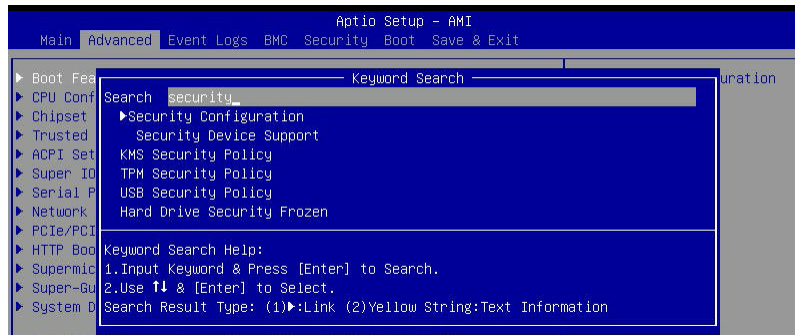 Aptio Setup – AMI
Main Advanced Event Logs BMC Security Boot Save & Exit
Boot Fea
Keyword Search
uration
CPU Conf
Search security_
Chipset
▶Security Configuration
Trusted
Security Device Support
ACPI Set
KMS Security Policy
Super IO
TPM Security Policy
Serial P
USB Security Policy
Network
Hard Drive Security Frozen
PCIe/PCI
HTTP Boo
Keyword Search Help:
Supermic
1.Input Keyword & Press [Enter] to Search.
Super-Gu
2.Use ↑↓ & [Enter] to Select.
System D
Search Result Type: (1)▶:Link (2)Yellow String:Text Information